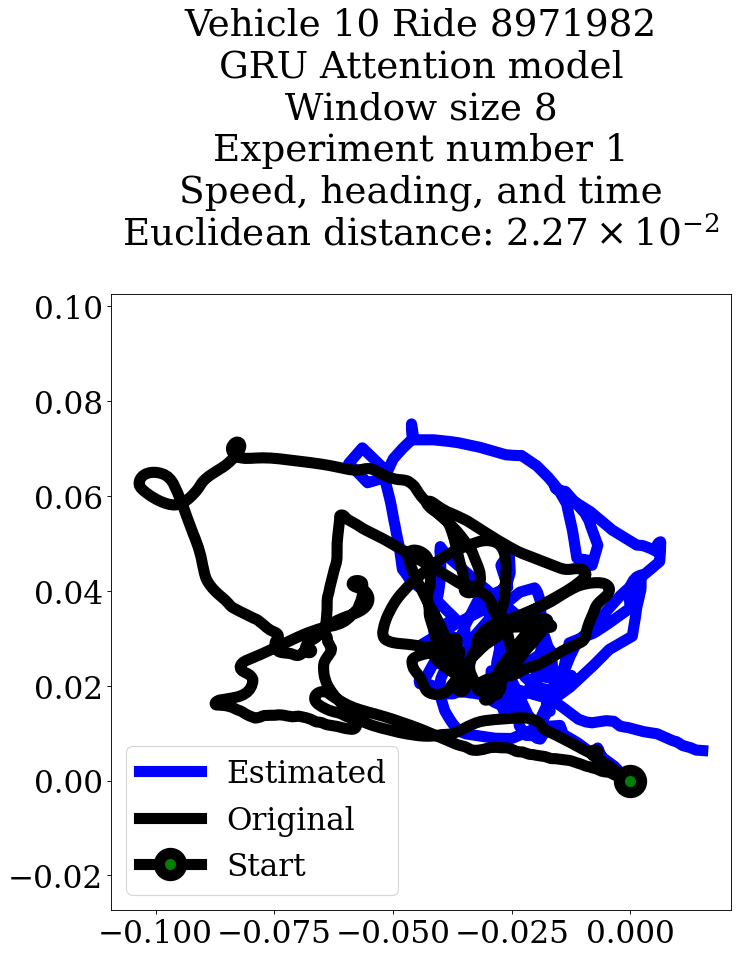 Vehicle 10 Ride 8971982
GRU Attention model
Window size 8
Experiment number 1
Speed, heading, and time
Euclidean distance: 2.27 × 10⁻²
0.10
0.08
0.06
0.04
0.02
0.00
−0.02
Estimated
Original
Start
−0.100 −0.075 −0.050 −0.025 0.000